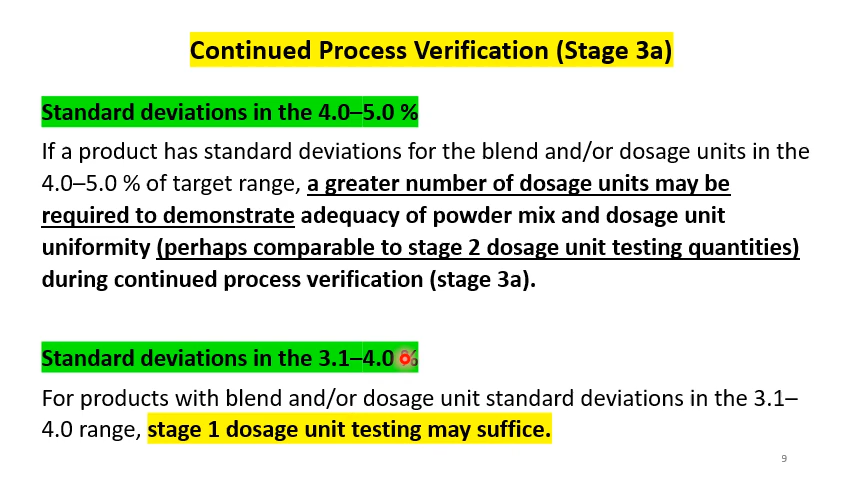 Continued Process Verification (Stage 3a)
Standard deviations in the 4.0–5.0 %
If a product has standard deviations for the blend and/or dosage units in the
4.0–5.0 % of target range, a greater number of dosage units may be
required to demonstrate adequacy of powder mix and dosage unit
uniformity (perhaps comparable to stage 2 dosage unit testing quantities)
during continued process verification (stage 3a).
Standard deviations in the 3.1–4.0 %
For products with blend and/or dosage unit standard deviations in the 3.1–
4.0 range, stage 1 dosage unit testing may suffice.
9